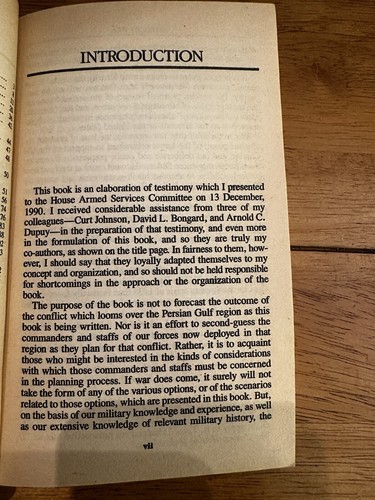 INTRODUCTION
This book is an elaboration of testimony which I presented
to the House Armed Services Committee on 13 December,
1990. I received considerable assistance from three of my
colleagues—Curt Johnson, David L. Bongard, and Arnold C.
Dupuy—in the preparation of that testimony, and even more
in the formulation of this book, and so they are truly my
co-authors, as shown on the title page. In fairness to them, how-
ever, I should say that they loyally adapted themselves to my
concept and organization, and so should not be held responsible
for shortcomings in the approach or the organization of the
book.
The purpose of the book is not to forecast the outcome of
the conflict which looms over the Persian Gulf region as this
book is being written. Nor is it an effort to second-guess the
commanders and staffs of our forces now deployed in that
region as they plan for that conflict. Rather, it is to acquaint
those who might be interested in the kinds of considerations
with which those commanders and staffs must be concerned
in the planning process. If war does come, it surely will not
take the form of any of the various options, or of the scenarios
related to those options, which are presented in this book. But,
on the basis of our military knowledge and experience, as well
as our extensive knowledge of relevant military history, the
vii